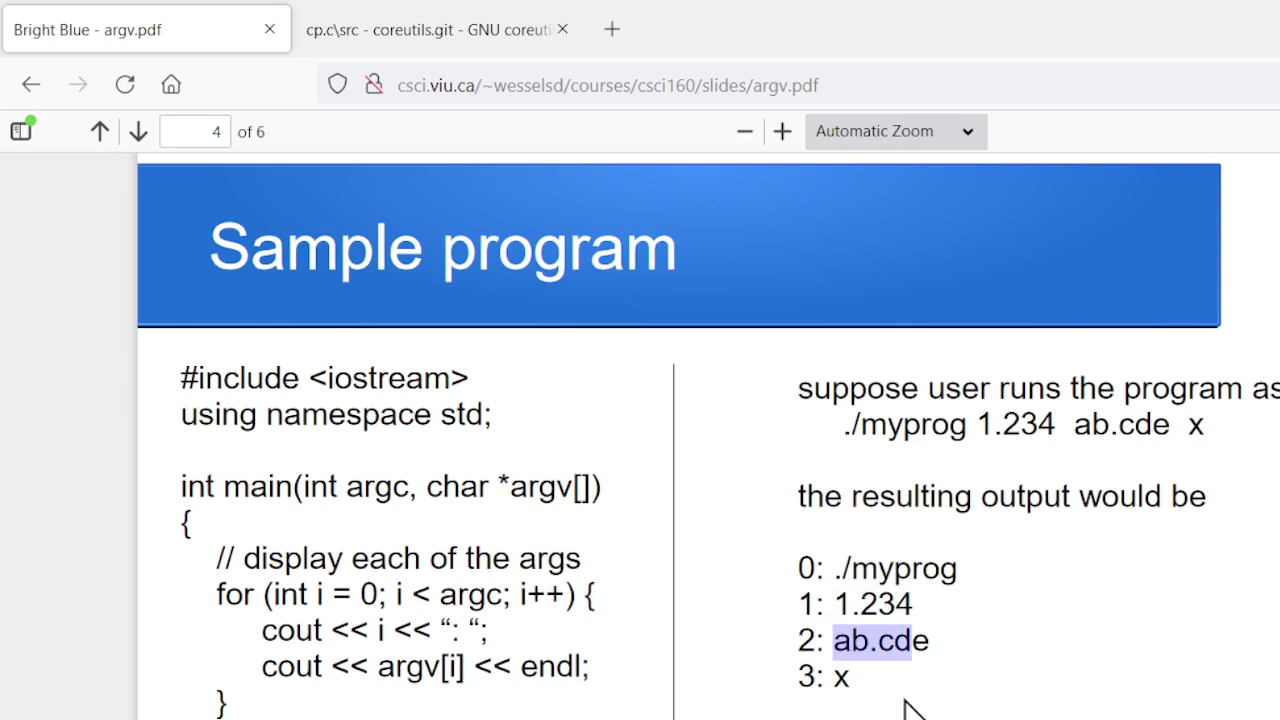 Bright Blue - argv.pdf
cp.c\src - coreutils.git - GNU coreuti
csci.viu.ca/~wesselsd/courses/csci160/slides/argv.pdf
4 of 6
Automatic Zoom
Sample program
#include <iostream>
using namespace std;
int main(int argc, char *argv[])
{
// display each of the args
for (int i = 0; i < argc; i++) {
cout << i << “: “;
cout << argv[i] << endl;
}
suppose user runs the program as
./myprog 1.234 ab.cde x
the resulting output would be
0: ./myprog
1: 1.234
2: ab.cde
3: x